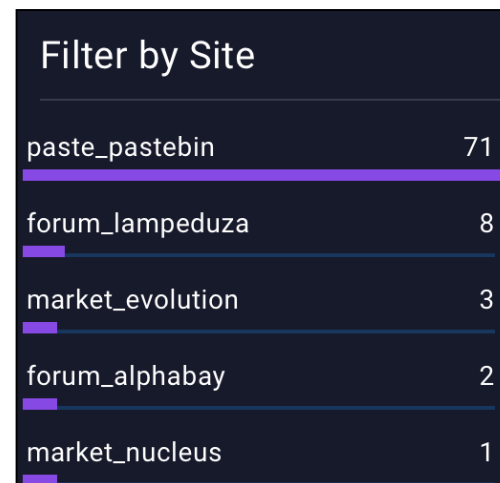 Filter by Site
paste_pastebin 71
forum_lampeduza 8
market_evolution 3
forum_alphabay 2
market_nucleus 1